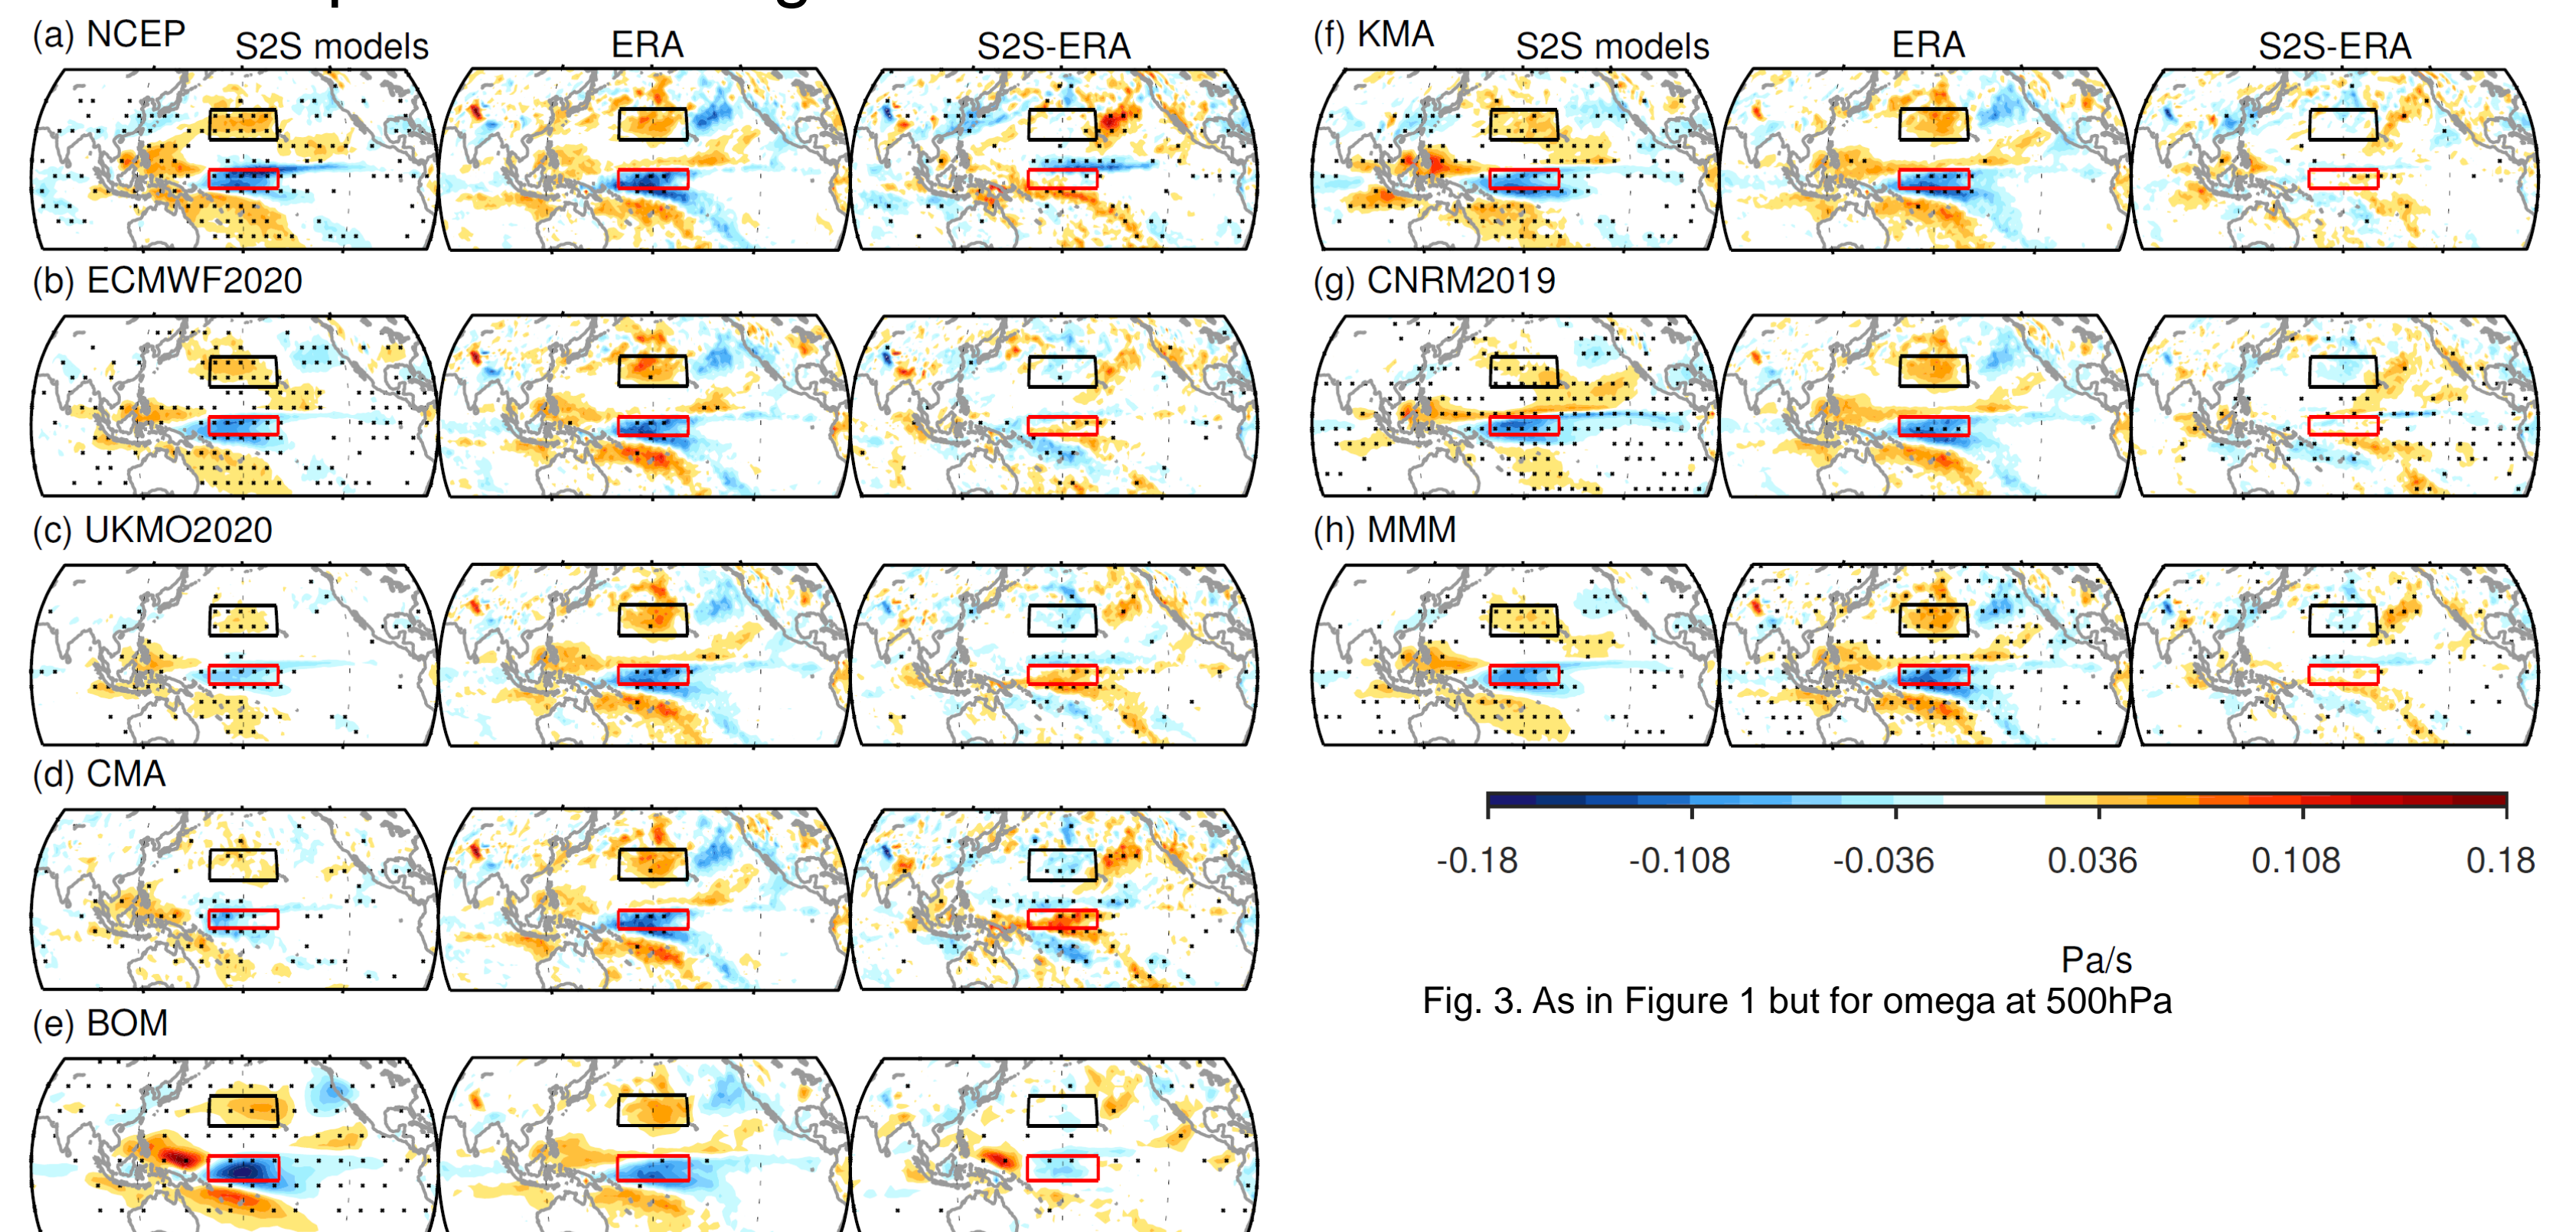 (a) NCEP
S2S models
ERA
S2S-ERA
(b) ECMWF2020
(c) UKMO2020
(d) CMA
(e) BOM
(f) KMA
S2S models
ERA
S2S-ERA
(g) CNRM2019
(h) MMM
-0.18 -0.108 -0.036 0.036 0.108 0.18
Pa/s
Fig. 3. As in Figure 1 but for omega at 500hPa